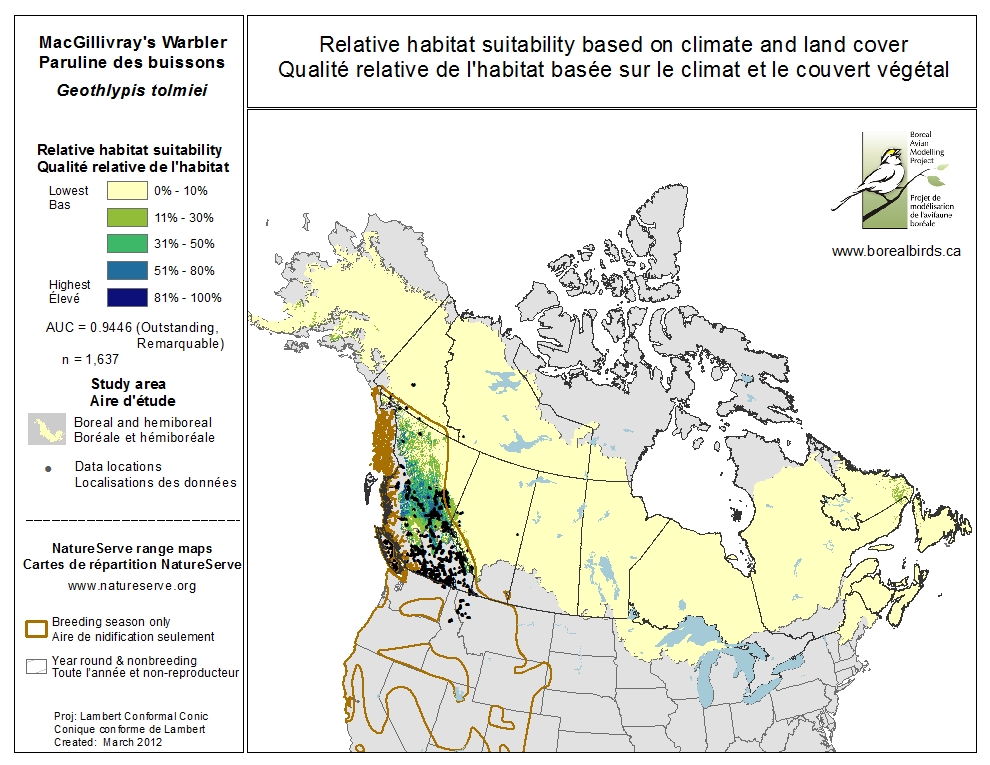 MacGillivray's Warbler
Paruline des buissons
Geothlypis tolmiei
Relative habitat suitability based on climate and land cover
Qualité relative de l'habitat basée sur le climat et le couvert végétal
Relative habitat suitability
Qualité relative de l'habitat
Lowest
Bas
0% - 10%
11% - 30%
31% - 50%
51% - 80%
Highest
Élevé
81% - 100%
AUC = 0.9446 (Outstanding,
Remarquable)
n = 1,637
Study area
Aire d'étude
Boreal and hemiboreal
Boréale et hémiboréale
Data locations
Localisations des données
NatureServe range maps
Cartes de répartition NatureServe
www.natureserve.org
Breeding season only
Aire de nidification seulement
Year round & nonbreeding
Toute l'année et non-reproducteur
Proj: Lambert Conformal Conic
Conique conforme de Lambert
Created: March 2012
Boreal
Avian
Modelling
Project
Projet de
modélisation
de l'avifaune
boréale
www.borealbirds.ca